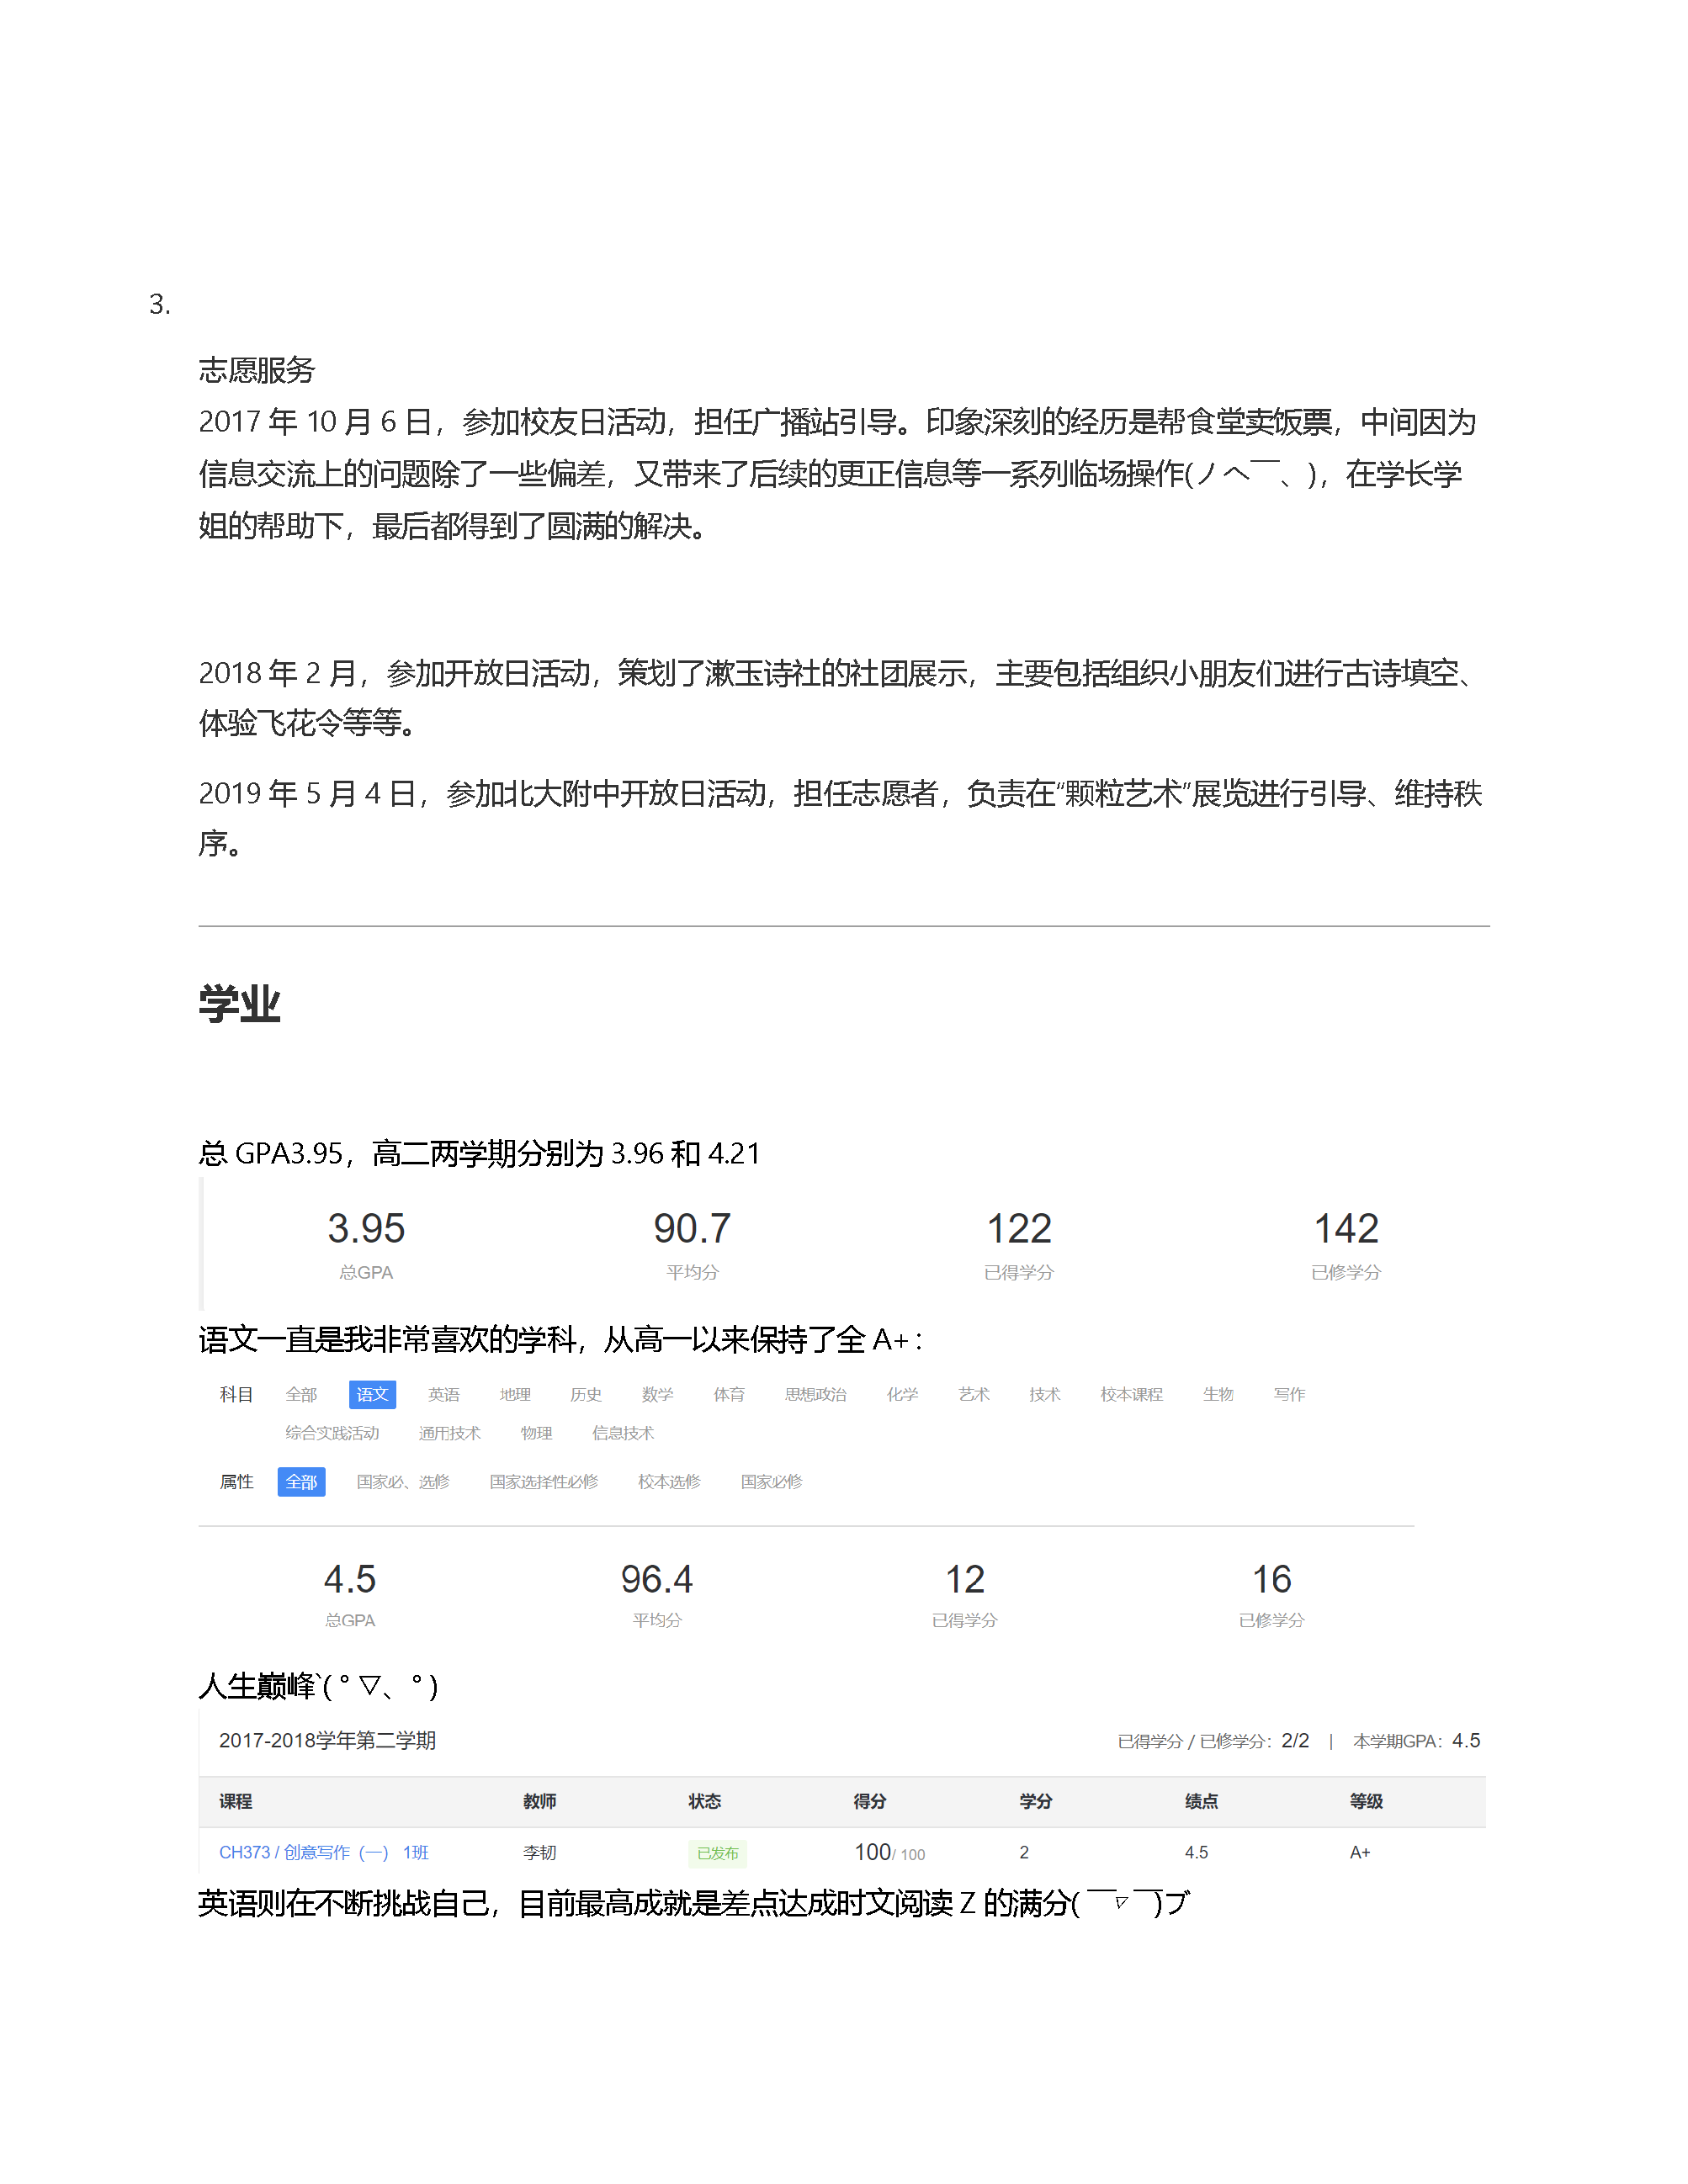 3.
志愿服务
2017 年 10 月 6 日，参加校友日活动，担任广播站引导。印象深刻的经历是帮食堂卖饭票，中间因为
信息交流上的问题除了一些偏差，又带来了后续的更正信息等一系列临场操作(ノへ￣、)，在学长学
姐的帮助下，最后都得到了圆满的解决。
2018 年 2 月，参加开放日活动，策划了漱玉诗社的社团展示，主要包括组织小朋友们进行古诗填空、
体验飞花令等等。
2019 年 5 月 4 日，参加北大附中开放日活动，担任志愿者，负责在“颗粒艺术”展览进行引导、维持秩
序。
学业
总 GPA3.95，高二两学期分别为 3.96 和 4.21
3.95 90.7 122 142
总GPA 平均分 已得学分 已修学分
语文一直是我非常喜欢的学科，从高一以来保持了全 A+：
科目 全部 语文 英语 地理 历史 数学 体育 思想政治 化学 艺术 技术 校本课程 生物 写作
综合实践活动 通用技术 物理 信息技术
属性 全部 国家必、选修 国家选择性必修 校本选修 国家必修
4.5 96.4 12 16
总GPA 平均分 已得学分 已修学分
人生巅峰`( ° ▽、° )
2017-2018学年第二学期 已得学分 / 已修学分：2/2 | 本学期GPA：4.5
课程 教师 状态 得分 学分 绩点 等级
CH373 / 创意写作（一） 1班 李韧 已发布 100/ 100 2 4.5 A+
英语则在不断挑战自己，目前最高成就是差点达成时文阅读 Z 的满分(￣▽￣)ブ